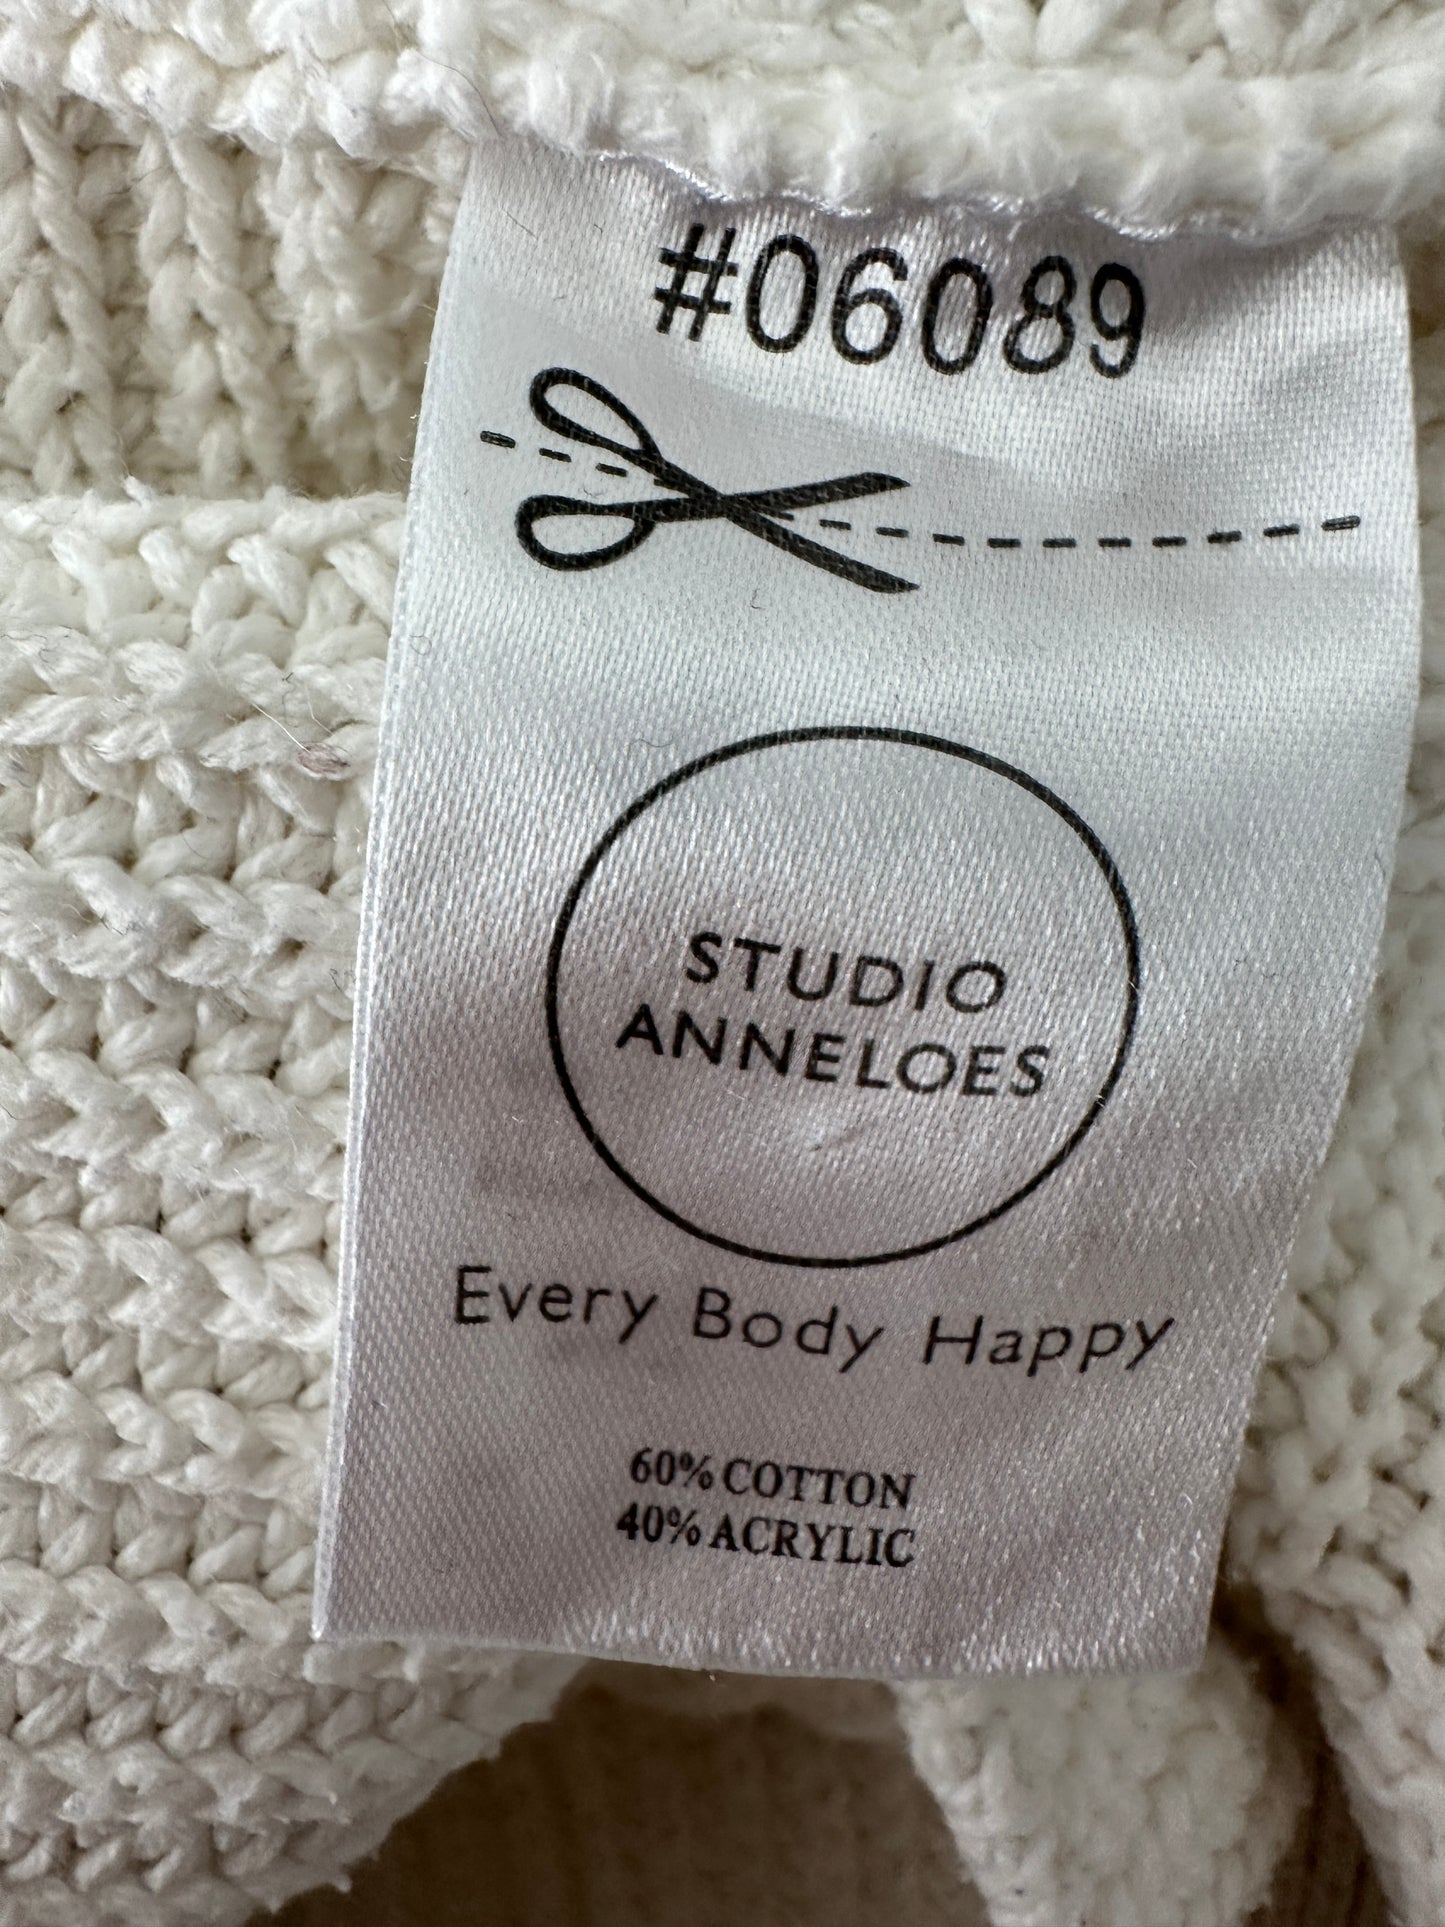 #06089
STUDIO
ANNELOES
Every Body Happy
60% COTTON
40% ACRYLIC